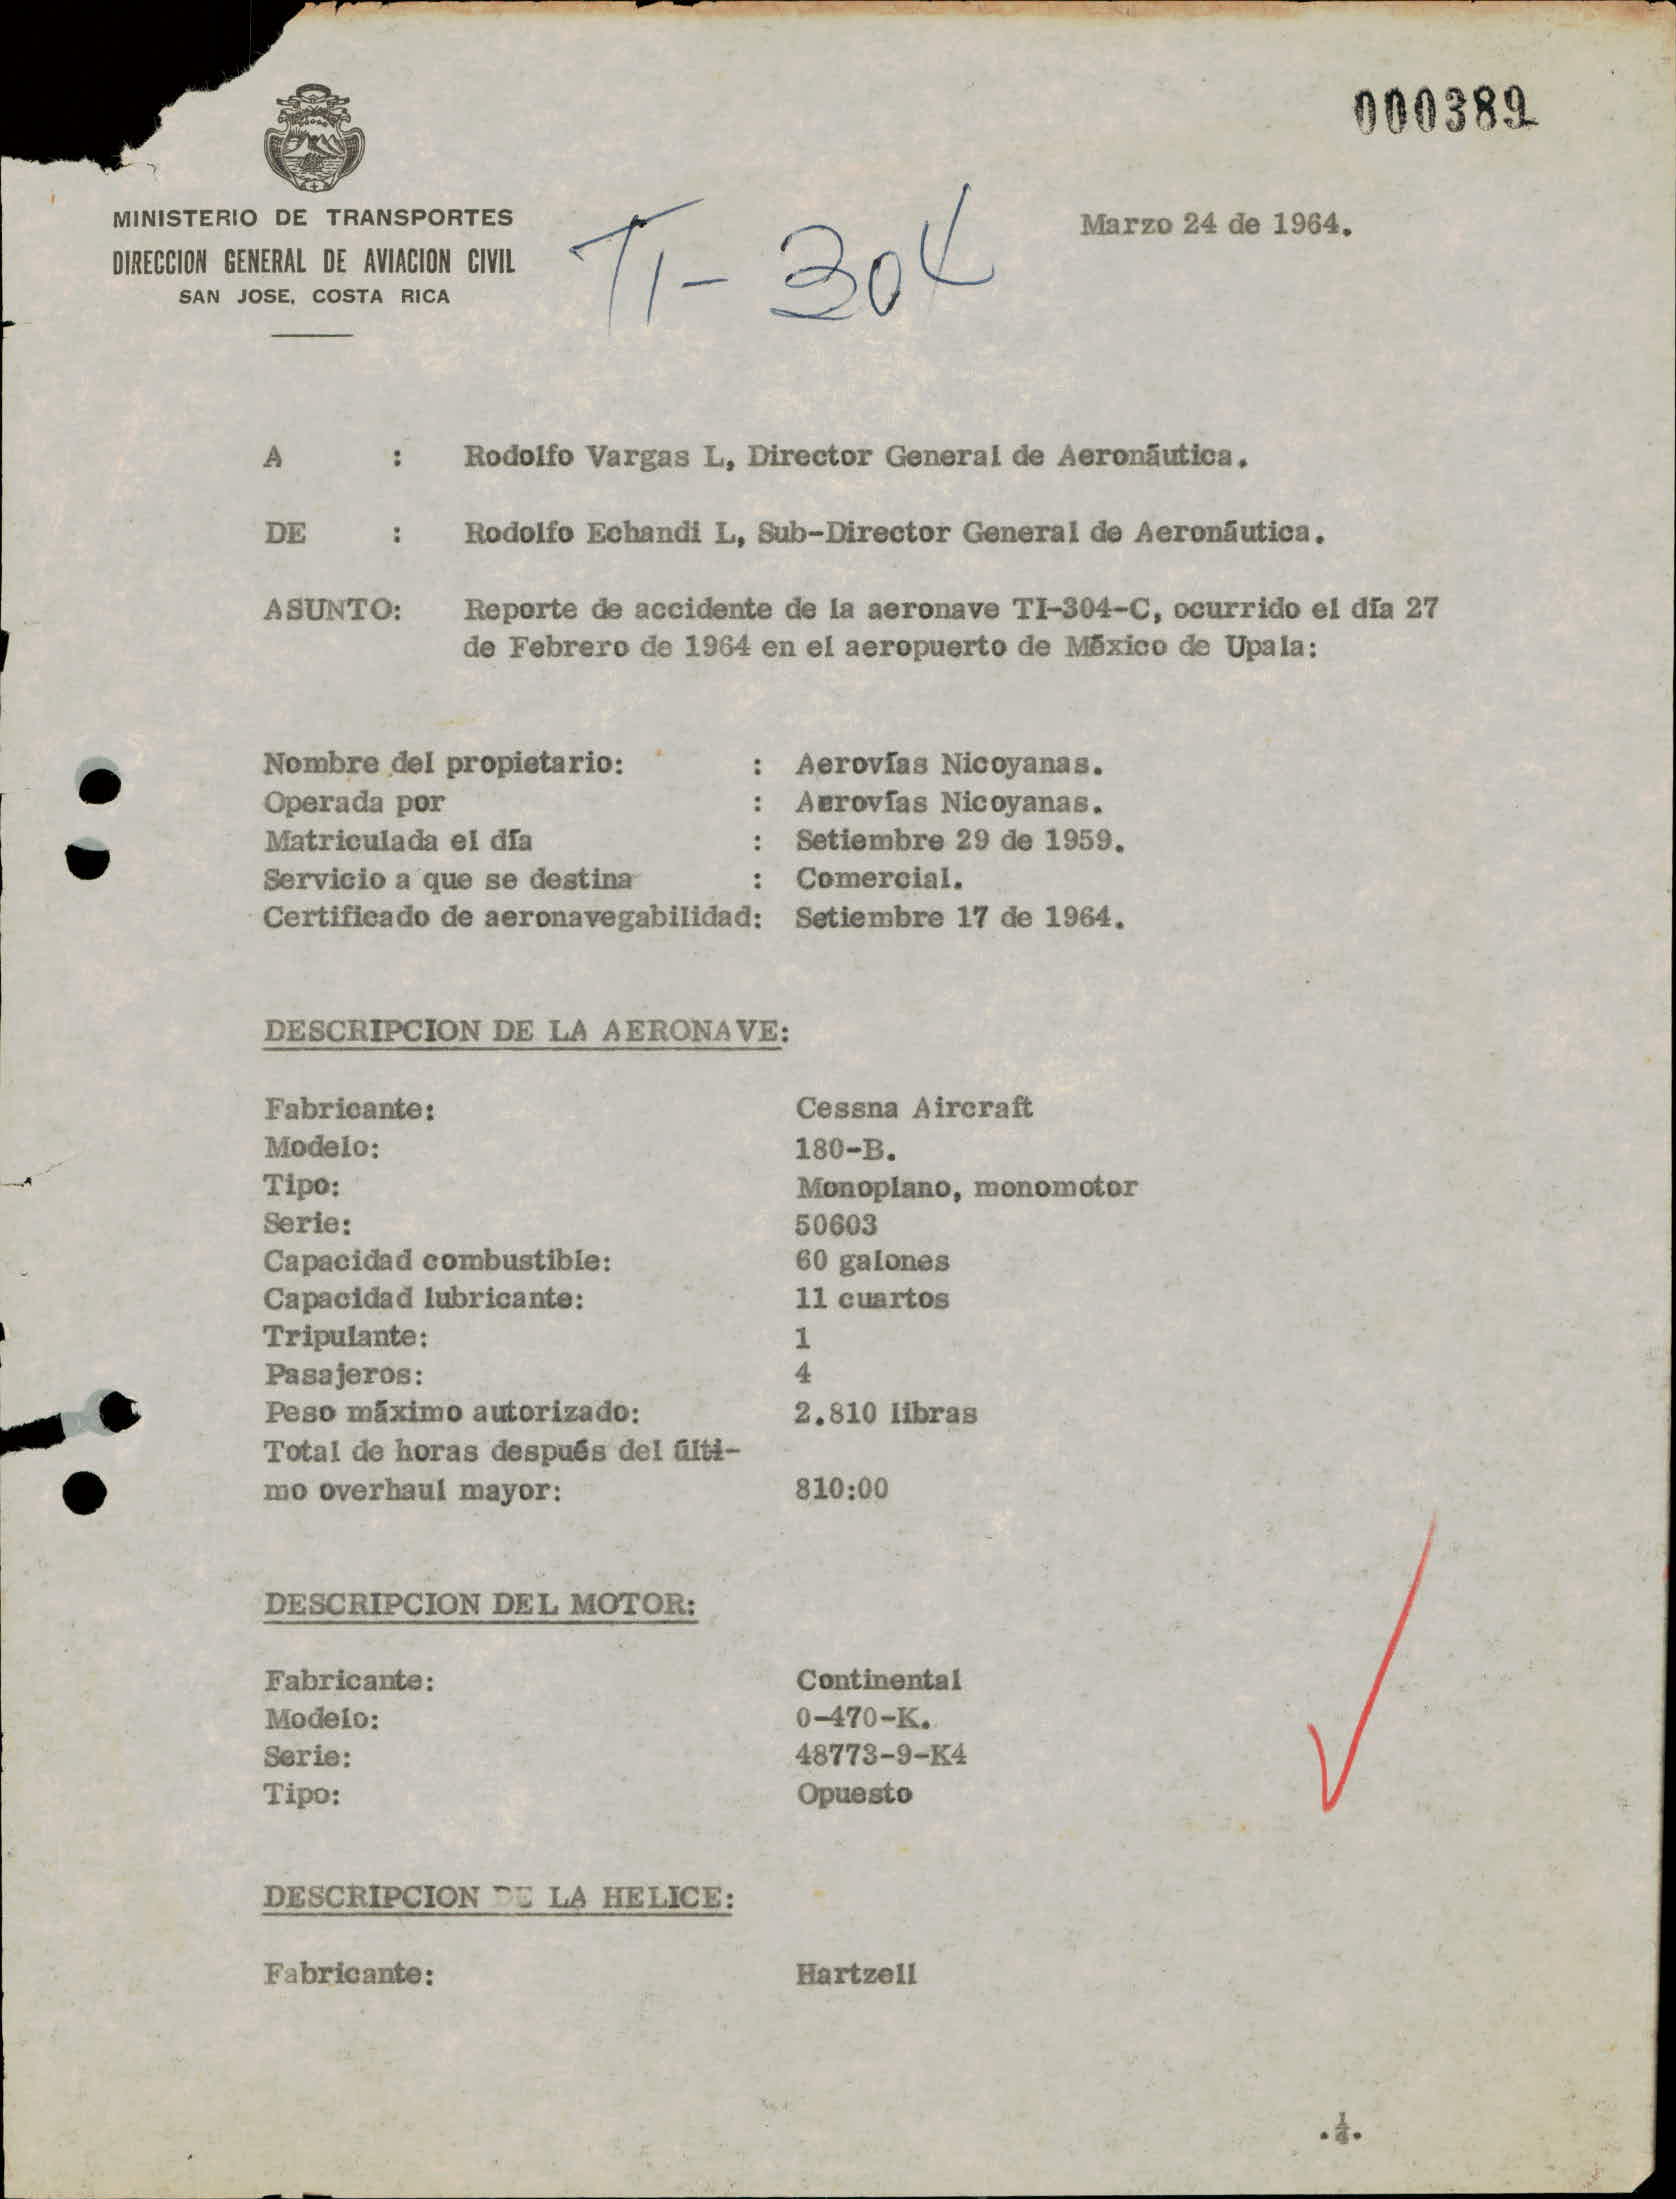 000389
MINISTERIO DE TRANSPORTES
DIRECCION GENERAL DE AVIACION CIVIL
SAN JOSE, COSTA RICA
TI-304
Marzo 24 de 1964.
A : Rodolfo Vargas L, Director General de Aeronáutica.
DE : Rodolfo Echandi L, Sub-Director General de Aeronáutica.
ASUNTO: Reporte de accidente de la aeronave TI-304-C, ocurrido el día 27
de Febrero de 1964 en el aeropuerto de México de Upala:
Nombre del propietario: : Aerovías Nicoyanas.
Operada por : Aerovías Nicoyanas.
Matriculada el día : Setiembre 29 de 1959.
Servicio a que se destina : Comercial.
Certificado de aeronavegabilidad: Setiembre 17 de 1964.
DESCRIPCION DE LA AERONAVE:
Fabricante: Cessna Aircraft
Modelo: 180-B.
Tipo: Monoplano, monomotor
Serie: 50603
Capacidad combustible: 60 galones
Capacidad lubricante: 11 cuartos
Tripulante: 1
Pasajeros: 4
Peso máximo autorizado: 2.810 libras
Total de horas después del últi-
mo overhaul mayor: 810:00
DESCRIPCION DEL MOTOR:
Fabricante: Continental
Modelo: 0-470-K.
Serie: 48773-9-K4
Tipo: Opuesto
DESCRIPCION DE LA HELICE:
Fabricante: Hartzell
.¼.